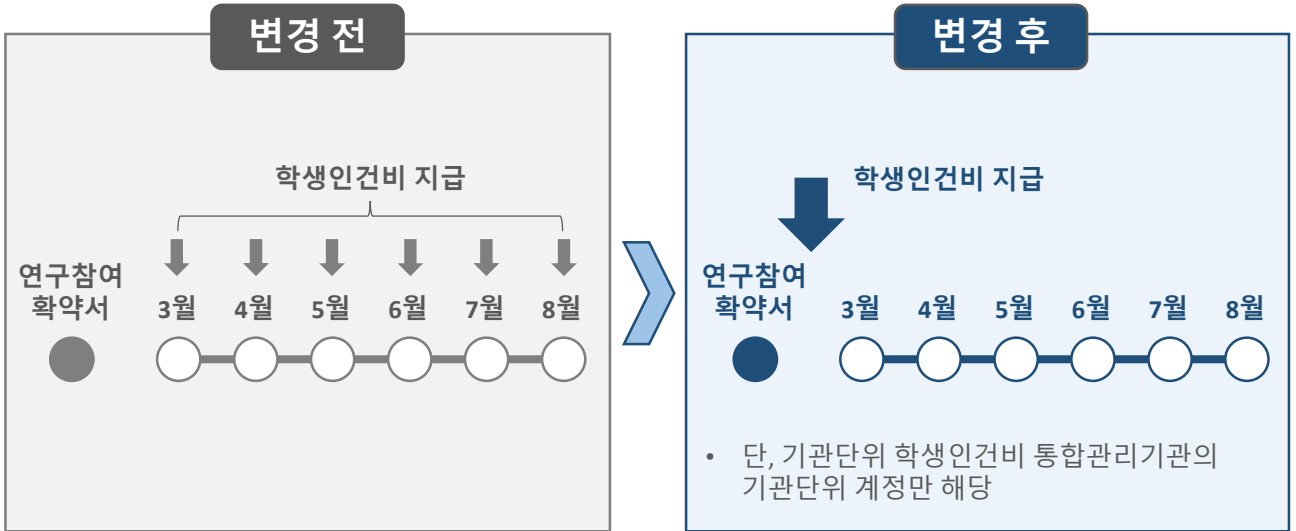 변경 전
학생인건비 지급
연구참여
확약서
3월 4월 5월 6월 7월 8월
변경 후
학생인건비 지급
연구참여
확약서
3월 4월 5월 6월 7월 8월
• 단, 기관단위 학생인건비 통합관리기관의
기관단위 계정만 해당